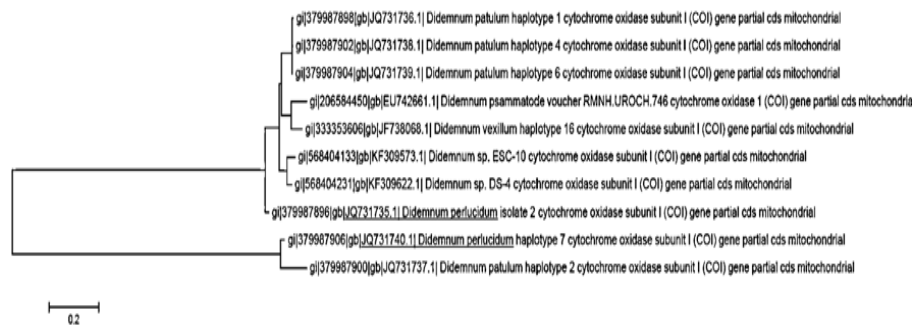 gi|379987898|gb|JQ731736.1| Didemnum patulum haplotype 1 cytochrome oxidase subunit I (COI) gene partial cds mitochondrial
gi|379987902|gb|JQ731738.1| Didemnum patulum haplotype 4 cytochrome oxidase subunit I (COI) gene partial cds mitochondrial
gi|379987904|gb|JQ731739.1| Didemnum patulum haplotype 6 cytochrome oxidase subunit I (COI) gene partial cds mitochondrial
gi|206584450|gb|EU742661.1| Didemnum psammatode voucher RMNH.UROCH.746 cytochrome oxidase 1 (COI) gene partial cds mitochondria
gi|333353606|gb|JF738068.1| Didemnum vexillum haplotype 16 cytochrome oxidase subunit I (COI) gene partial cds mitochondrial
gi|568404133|gb|KF309573.1| Didemnum sp. ESC-10 cytochrome oxidase subunit I (COI) gene partial cds mitochondrial
gi|568404231|gb|KF309622.1| Didemnum sp. DS-4 cytochrome oxidase subunit I (COI) gene partial cds mitochondrial
gi|379987896|gb|JQ731735.1| Didemnum perlucidum isolate 2 cytochrome oxidase subunit I (COI) gene partial cds mitochondrial
gi|379987906|gb|JQ731740.1| Didemnum perlucidum haplotype 7 cytochrome oxidase subunit I (COI) gene partial cds mitochondrial
gi|379987900|gb|JQ731737.1| Didemnum patulum haplotype 2 cytochrome oxidase subunit I (COI) gene partial cds mitochondrial
0.2